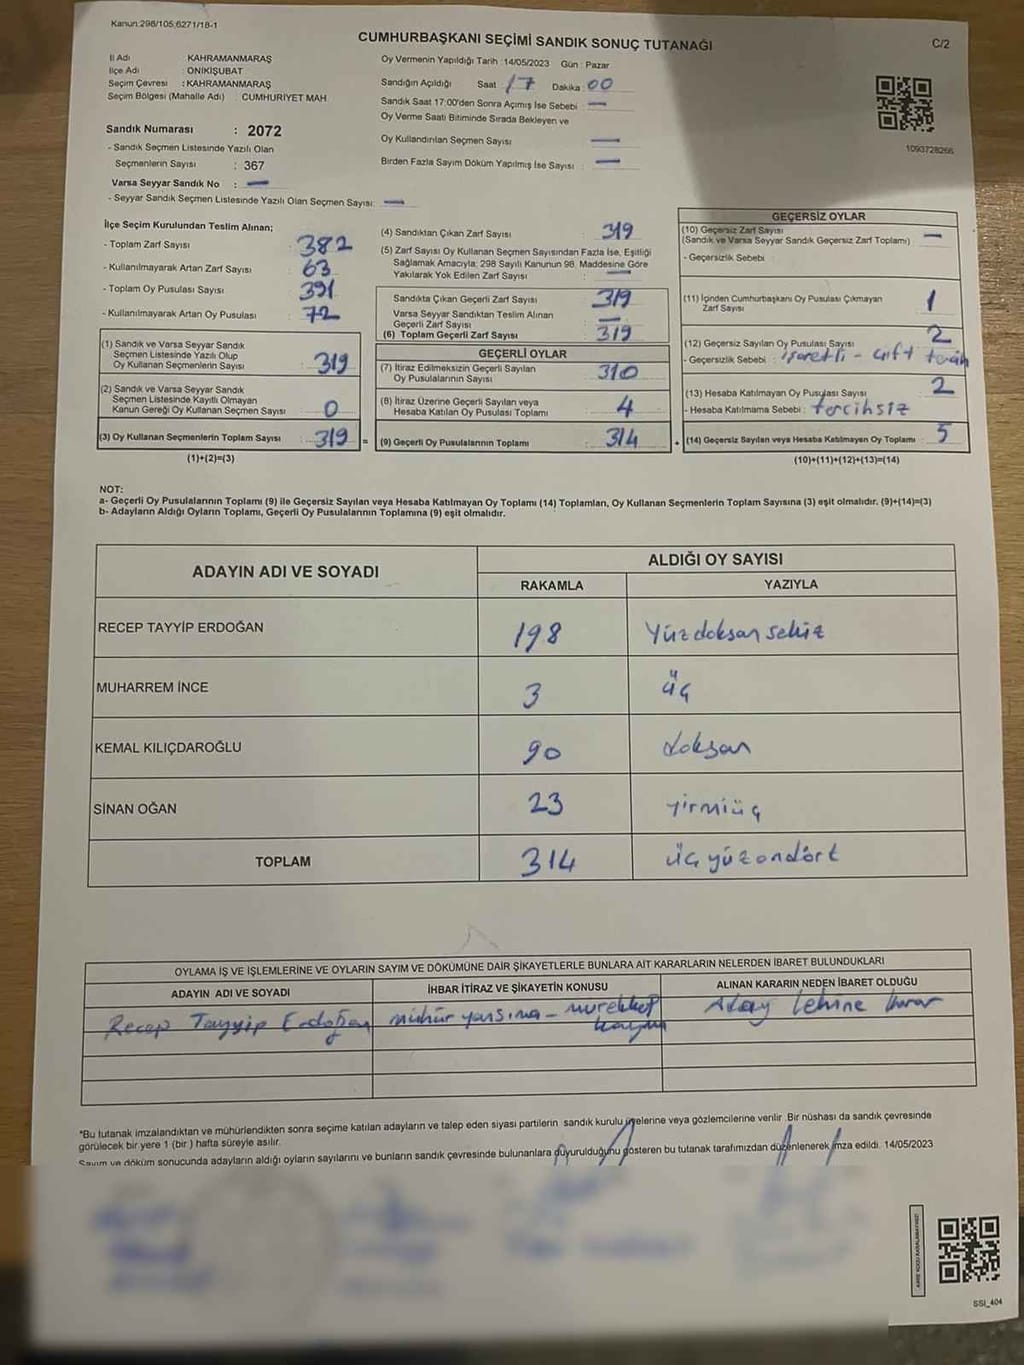 Kanun:298/105,6271/18-1
CUMHURBAŞKANI SEÇİMİ SANDIK SONUÇ TUTANAĞI
C/2
İl Adı KAHRAMANMARAŞ
İlçe Adı ONİKİŞUBAT
Seçim Çevresi : KAHRAMANMARAŞ
Seçim Bölgesi (Mahalle Adı) : CUMHURİYET MAH
Sandık Numarası : 2072
- Sandık Seçmen Listesinde Yazılı Olan
Seçmenlerin Sayısı : 367
Varsa Seyyar Sandık No : —
- Seyyar Sandık Seçmen Listesinde Yazılı Olan Seçmen Sayısı: —
Oy Vermenin Yapıldığı Tarih : 14/05/2023 Gün : Pazar
Sandığın Açıldığı Saat 17 Dakika : 00
Sandık Saat 17:00'den Sonra Açımış İse Sebebi —
Oy Verme Saati Bitiminde Sırada Bekleyen ve
Oy Kullandırılan Seçmen Sayısı —
Birden Fazla Sayım Döküm Yapılmış İse Sayısı : —
1093728266
İlçe Seçim Kurulundan Teslim Alınan;
- Toplam Zarf Sayısı : 382
- Kullanılmayarak Artan Zarf Sayısı : 63
- Toplam Oy Pusulası Sayısı : 391
- Kullanılmayarak Artan Oy Pusulası : 72
(1) Sandık ve Varsa Seyyar Sandık
Seçmen Listesinde Yazılı Olup
Oy Kullanan Seçmenlerin Sayısı : 319
(2) Sandık ve Varsa Seyyar Sandık
Seçmen Listesinde Kayıtlı Olmayan
Kanun Gereği Oy Kullanan Seçmen Sayısı : 0
(3) Oy Kullanan Seçmenlerin Toplam Sayısı : 319 =
(1)+(2)=(3)
(4) Sandıktan Çıkan Zarf Sayısı : 319
(5) Zarf Sayısı Oy Kullanan Seçmen Sayısından Fazla İse, Eşitliği
Sağlamak Amacıyla; 298 Sayılı Kanunun 98. Maddesine Göre
Yakılarak Yok Edilen Zarf Sayısı : —
Sandıkta Çıkan Geçerli Zarf Sayısı : 319
Varsa Seyyar Sandıktan Teslim Alınan
Geçerli Zarf Sayısı : —
(6) Toplam Geçerli Zarf Sayısı : 319
GEÇERLİ OYLAR
(7) İtiraz Edilmeksizin Geçerli Sayılan
Oy Pusulalarının Sayısı : 310
(8) İtiraz Üzerine Geçerli Sayılan veya
Hesaba Katılan Oy Pusulası Toplamı : 4
(9) Geçerli Oy Pusulalarının Toplamı : 314 +
GEÇERSİZ OYLAR
(10) Geçersiz Zarf Sayısı
(Sandık ve Varsa Seyyar Sandık Geçersiz Zarf Toplamı) : —
- Geçersizlik Sebebi :
(11) İçinden Cumhurbaşkanı Oy Pusulası Çıkmayan
Zarf Sayısı : 1
(12) Geçersiz Sayılan Oy Pusulası Sayısı : 2
- Geçersizlik Sebebi : işaretli - çift tercih
(13) Hesaba Katılmayan Oy Pusulası Sayısı : 2
- Hesaba Katılmama Sebebi : tercihsiz
(14) Geçersiz Sayılan veya Hesaba Katılmayan Oy Toplamı : 5
(10)+(11)+(12)+(13)=(14)
NOT:
a- Geçerli Oy Pusulalarının Toplamı (9) ile Geçersiz Sayılan veya Hesaba Katılmayan Oy Toplamı (14) Toplamları, Oy Kullanan Seçmenlerin Toplam Sayısına (3) eşit olmalıdır. (9)+(14)=(3)
b- Adayların Aldığı Oyların Toplamı, Geçerli Oy Pusulalarının Toplamına (9) eşit olmalıdır.
ADAYIN ADI VE SOYADI
ALDIĞI OY SAYISI
RAKAMLA YAZIYLA
RECEP TAYYİP ERDOĞAN 198 Yüzdoksan sekiz
MUHARREM İNCE 3 üç
KEMAL KILIÇDAROĞLU 90 doksan
SİNAN OĞAN 23 yirmiüç
TOPLAM 314 üçyüzondört
OYLAMA İŞ VE İŞLEMLERİNE VE OYLARIN SAYIM VE DÖKÜMÜNE DAİR ŞİKAYETLERLE BUNLARA AİT KARARLARIN NELERDEN İBARET BULUNDUKLARI
ADAYIN ADI VE SOYADI İHBAR İTİRAZ VE ŞİKAYETİN KONUSU ALINAN KARARIN NEDEN İBARET OLDUĞU
Recep Tayyip Erdoğan mühür yansıma - mürekkep Aday lehine karar
*Bu tutanak imzalandıktan ve mühürlendikten sonra seçime katılan adayların ve talep eden siyasi partilerin sandık kurulu üyelerine veya gözlemcilerine verilir. Bir nüshası da sandık çevresinde
görülecek bir yere 1 (bir ) hafta süreyle asılır.
Sayım ve döküm sonucunda adayların aldığı oyların sayılarını ve bunların sandık çevresinde bulunanlara duyurulduğunu gösteren bu tutanak tarafımızdan düzenlenerek imza edildi. 14/05/2023
SSI_404